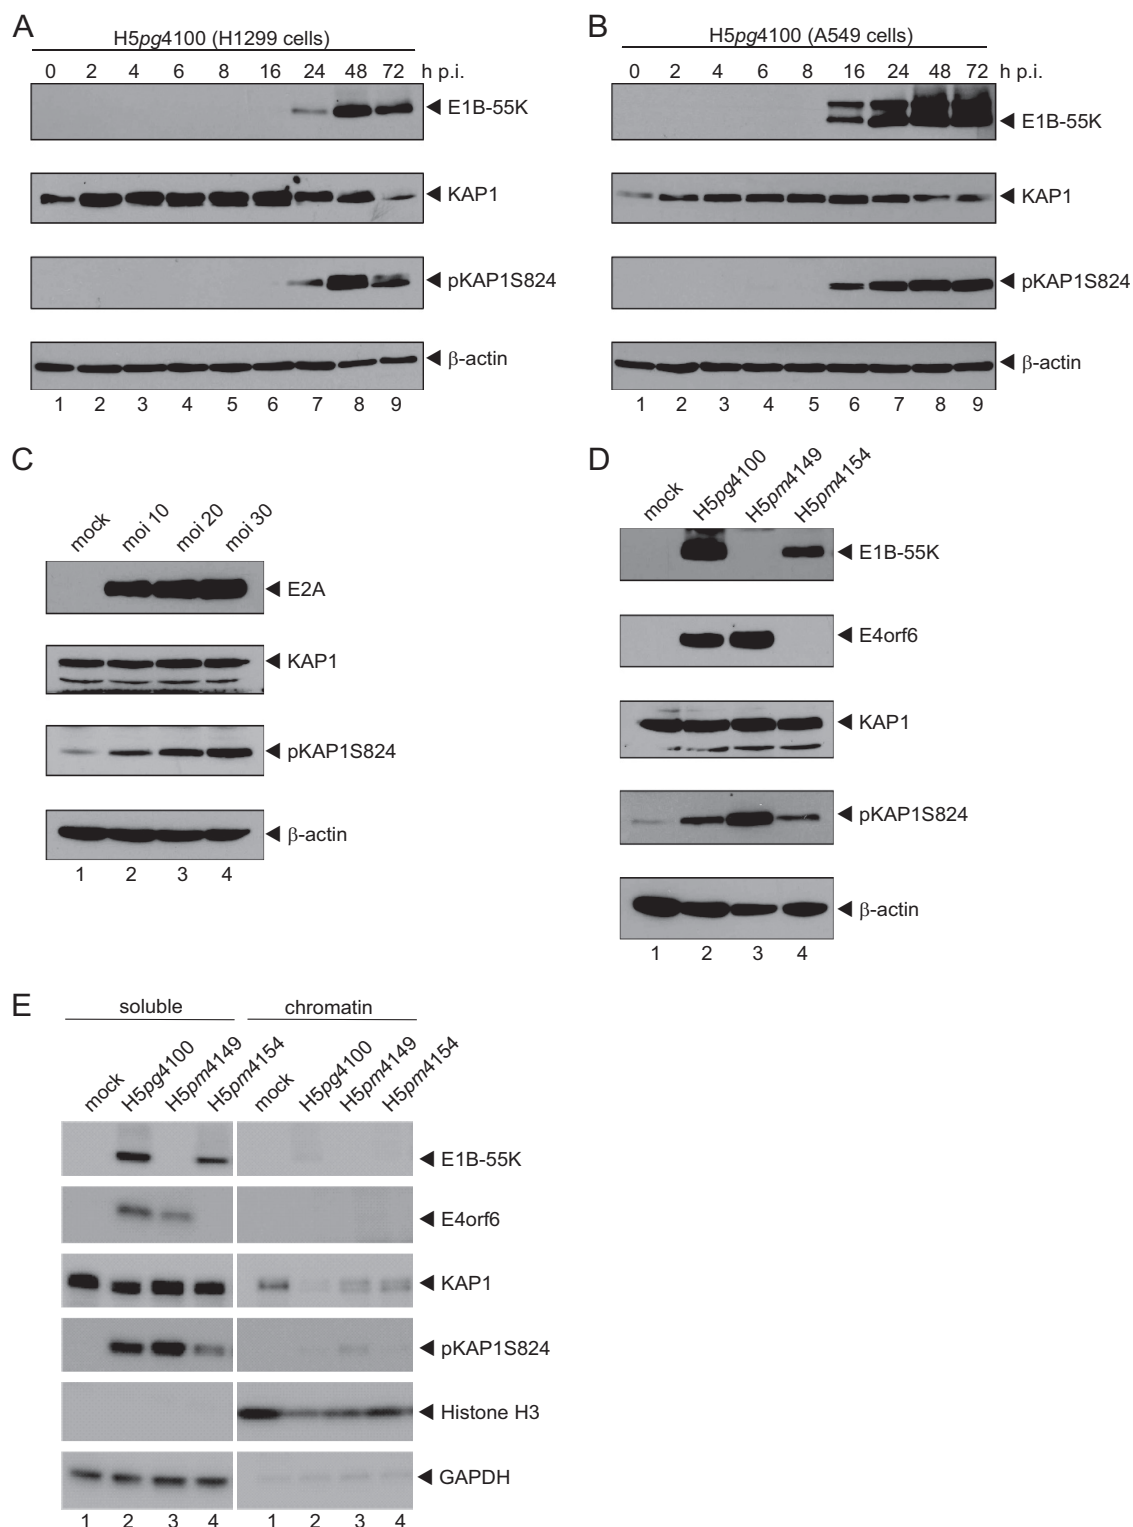 A
H5pg4100 (H1299 cells)
0 2 4 6 8 16 24 48 72 h p.i.
E1B-55K
KAP1
pKAP1S824
β-actin
1 2 3 4 5 6 7 8 9
B
H5pg4100 (A549 cells)
0 2 4 6 8 16 24 48 72 h p.i.
E1B-55K
KAP1
pKAP1S824
β-actin
1 2 3 4 5 6 7 8 9
C
mock moi 10 moi 20 moi 30
E2A
KAP1
pKAP1S824
β-actin
1 2 3 4
D
mock H5pg4100 H5pm4149 H5pm4154
E1B-55K
E4orf6
KAP1
pKAP1S824
β-actin
1 2 3 4
E
soluble chromatin
mock H5pg4100 H5pm4149 H5pm4154 mock H5pg4100 H5pm4149 H5pm4154
E1B-55K
E4orf6
KAP1
pKAP1S824
Histone H3
GAPDH
1 2 3 4 1 2 3 4